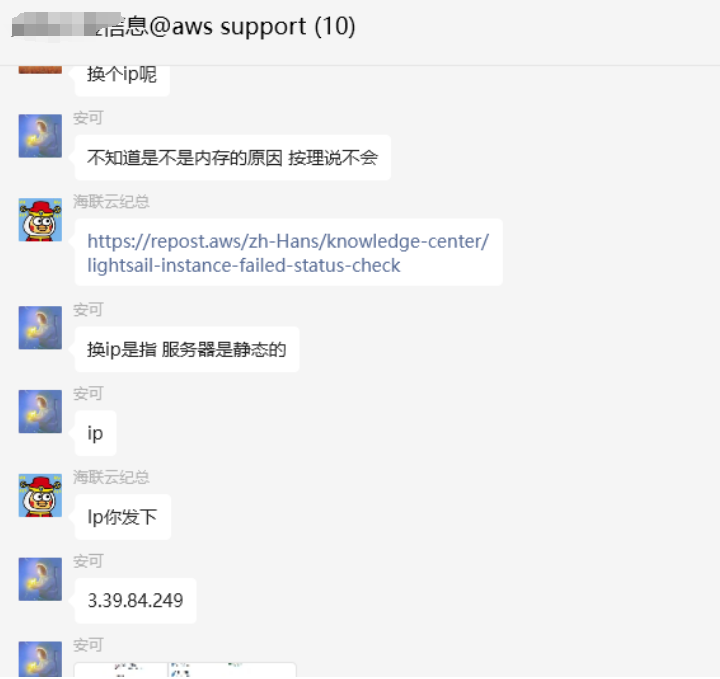 信息@aws support (10)
换个ip呢
安可
不知道是不是内存的原因 按理说不会
海联云纪总
https://repost.aws/zh-Hans/knowledge-center/
lightsail-instance-failed-status-check
安可
换ip是指 服务器是静态的
安可
ip
海联云纪总
Ip你发下
安可
3.39.84.249
安可